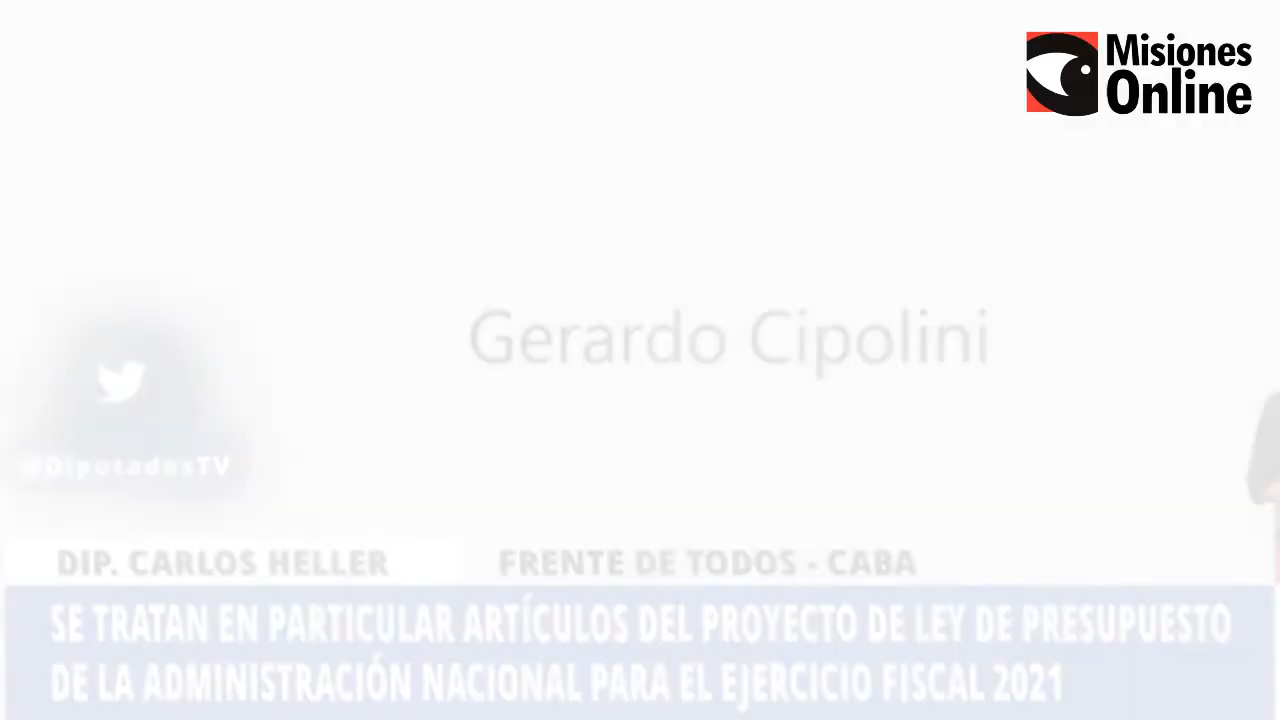 Misiones
Online
Gerardo Cipolini
@DiputadosTV
DIP. CARLOS HELLER
FRENTE DE TODOS - CABA
SE TRATAN EN PARTICULAR ARTÍCULOS DEL PROYECTO DE LEY DE PRESUPUESTO
DE LA ADMINISTRACIÓN NACIONAL PARA EL EJERCICIO FISCAL 2021